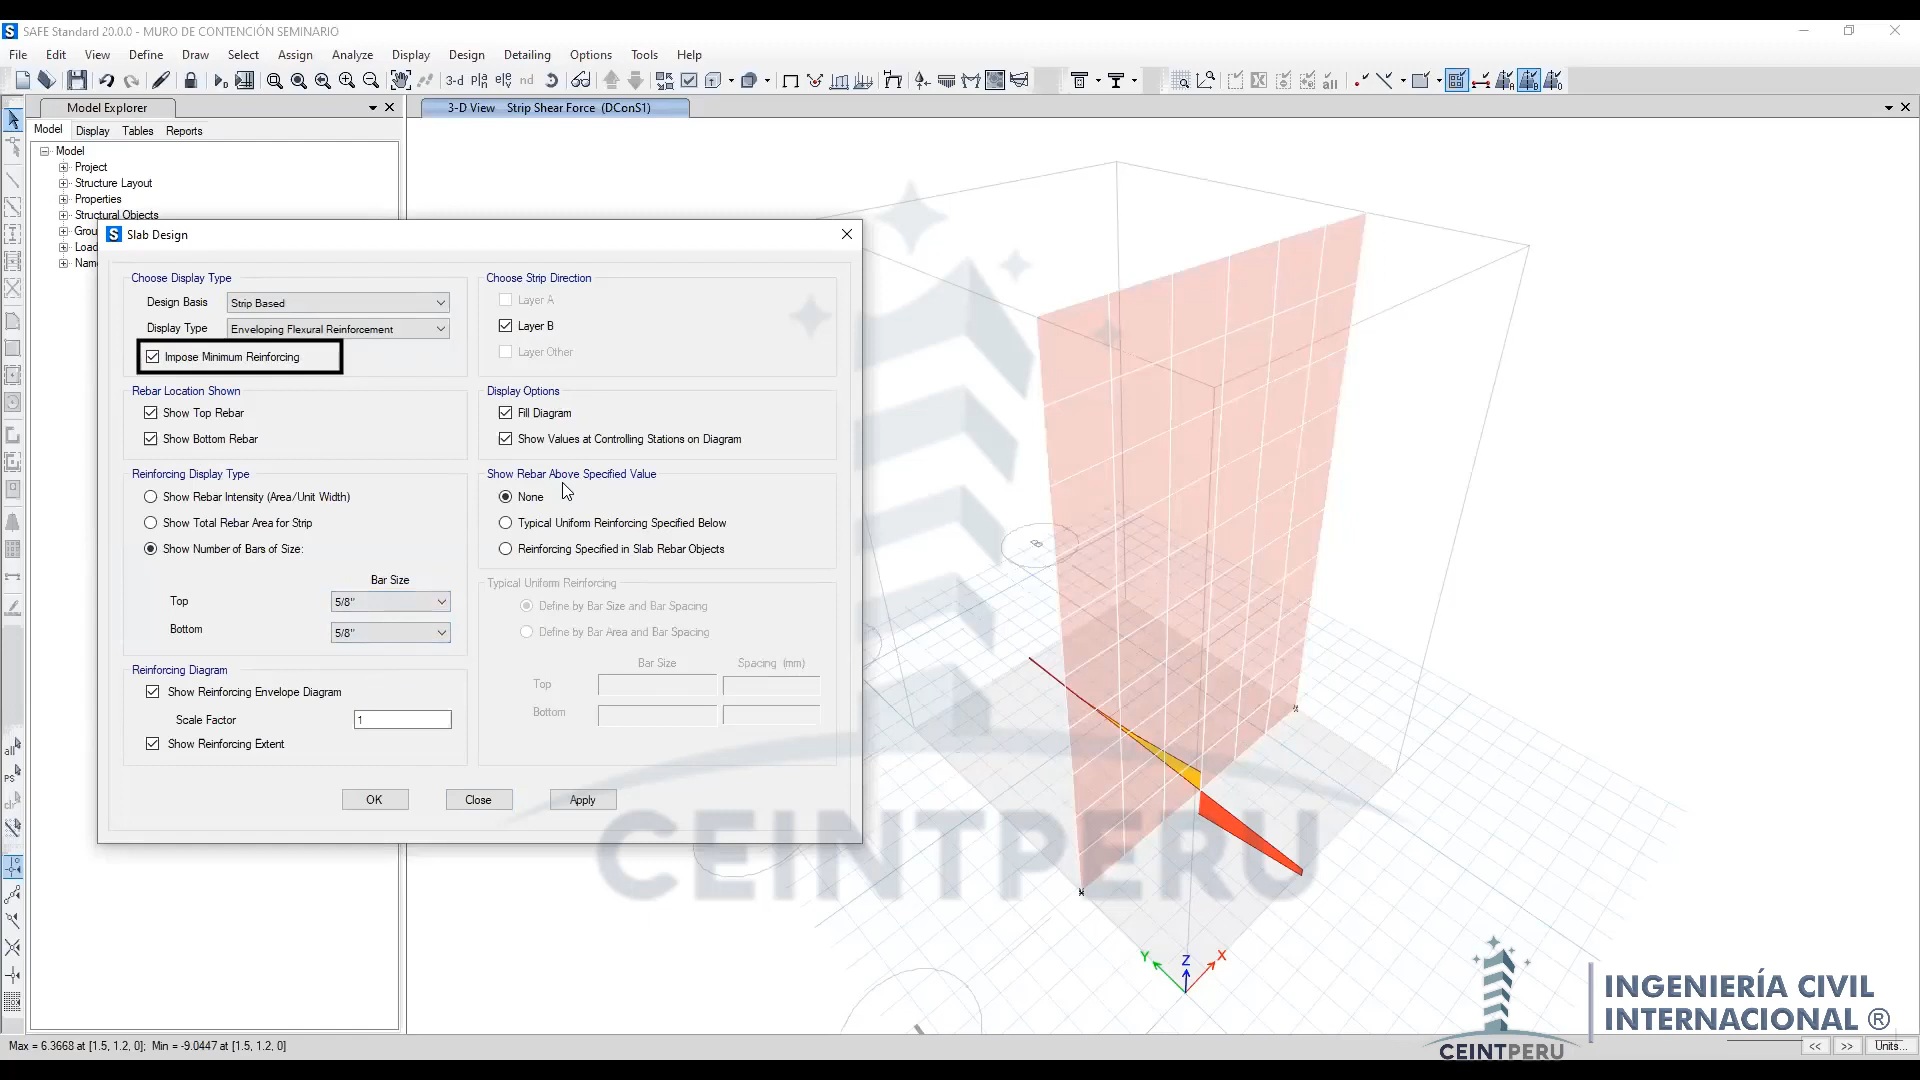 SAFE Standard 20.0.0 - MURO DE CONTENCIÓN SEMINARIO
File Edit View Define Draw Select Assign Analyze Display Design Detailing Options Tools Help
3-d nd all
Model Explorer
3-D View Strip Shear Force (DConS1)
Model Display Tables Reports
Model
Project
Structure Layout
Properties
Structural Objects
Grou
Load
Name
Slab Design
Choose Display Type
Design Basis Strip Based
Display Type Enveloping Flexural Reinforcement
Impose Minimum Reinforcing
Choose Strip Direction
Layer A
Layer B
Layer Other
Rebar Location Shown
Show Top Rebar
Show Bottom Rebar
Display Options
Fill Diagram
Show Values at Controlling Stations on Diagram
Reinforcing Display Type
Show Rebar Intensity (Area/Unit Width)
Show Total Rebar Area for Strip
Show Number of Bars of Size:
Bar Size
Top 5/8"
Bottom 5/8"
Show Rebar Above Specified Value
None
Typical Uniform Reinforcing Specified Below
Reinforcing Specified in Slab Rebar Objects
Typical Uniform Reinforcing
Define by Bar Size and Bar Spacing
Define by Bar Area and Bar Spacing
Bar Size Spacing (mm)
Top
Bottom
Reinforcing Diagram
Show Reinforcing Envelope Diagram
Scale Factor 1
Show Reinforcing Extent
OK Close Apply
all
PS
clr
CEINTPERU
Y Z X
INGENIERÍA CIVIL
INTERNACIONAL ®
CEINTPERU
Max = 6.3668 at [1.5, 1.2, 0]; Min = -9.0447 at [1.5, 1.2, 0]
<< >> Units...